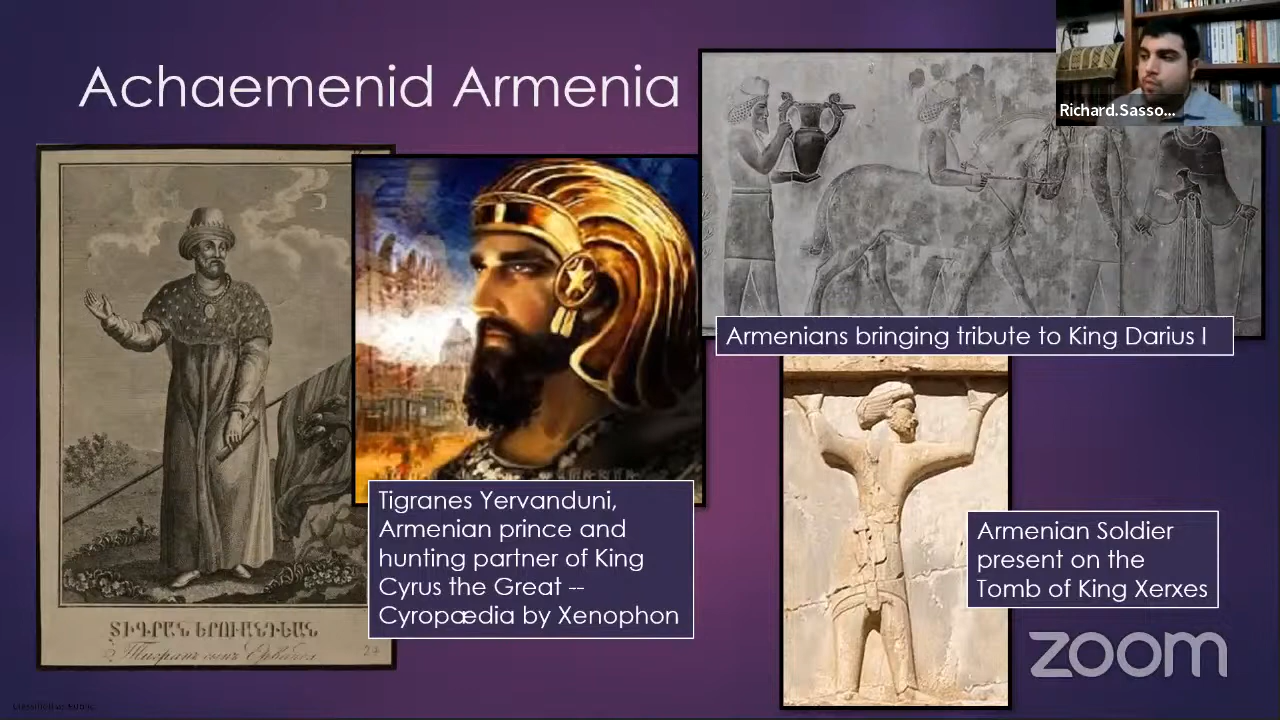 Achaemenid Armenia
Richard.Sasso...
Armenians bringing tribute to King Darius I
Tigranes Yervanduni,
Armenian prince and
hunting partner of King
Cyrus the Great --
Cyropædia by Xenophon
Armenian Soldier
present on the
Tomb of King Xerxes
ՏԻԳՐԱՆ ԵՐՈՒԱՆԴԵԱՆ
zoom